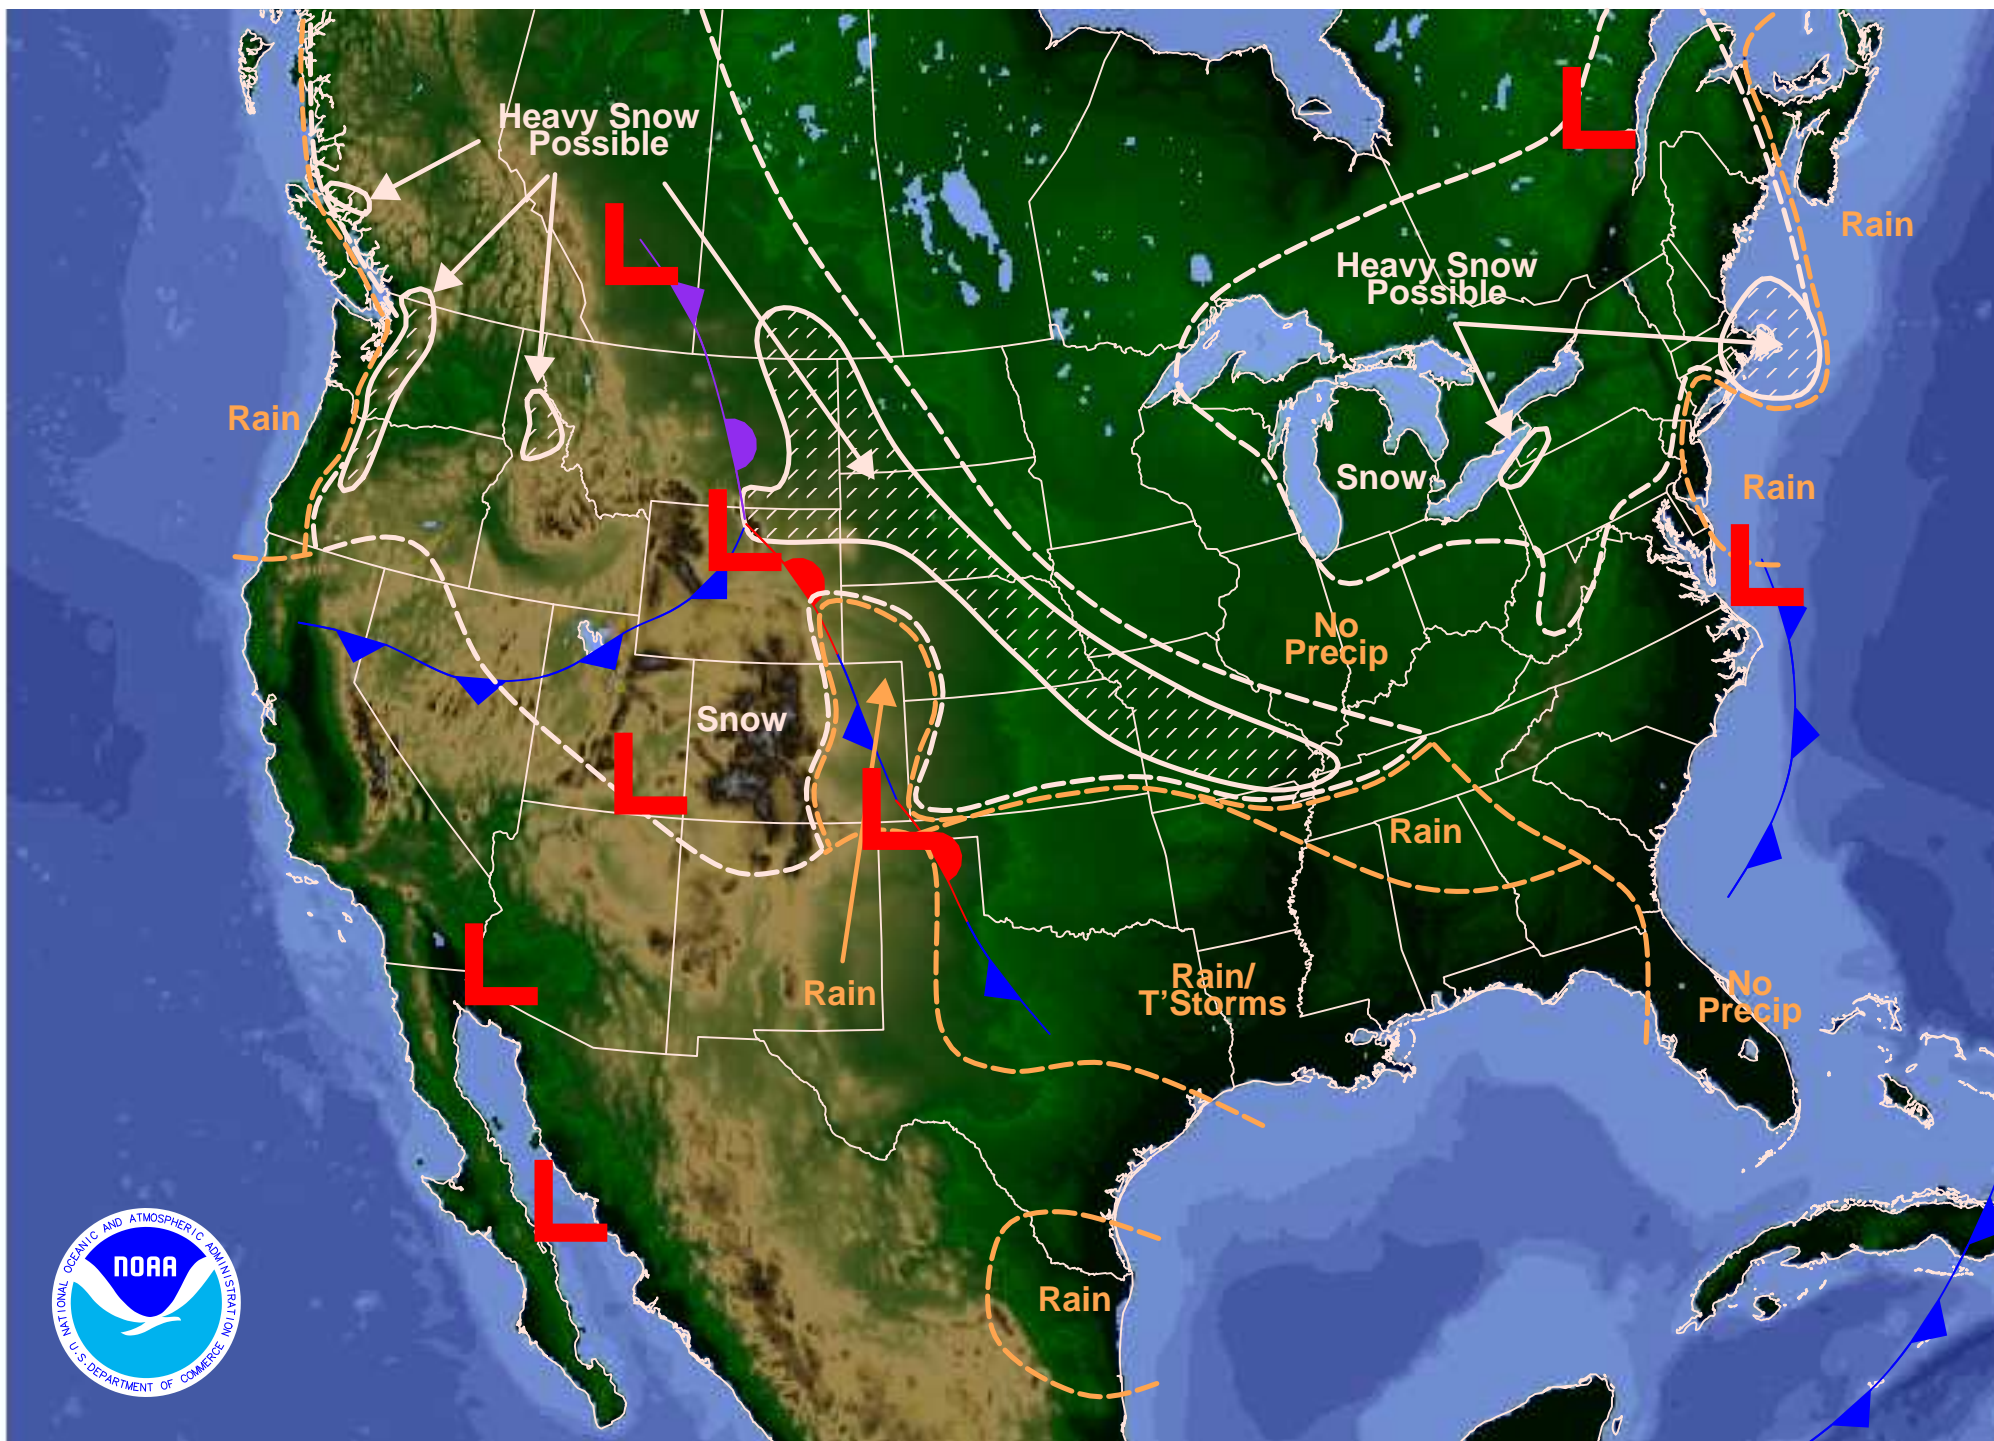 Heavy Snow
Possible
L
Rain
Heavy Snow
Possible
L
Rain
Snow
Rain
L
L
No
Precip
Snow
L
L
Rain
L
Rain
Rain/
T'Storms
No
Precip
L
Rain
NATIONAL OCEANIC AND ATMOSPHERIC ADMINISTRATION
NOAA
U.S. DEPARTMENT OF COMMERCE